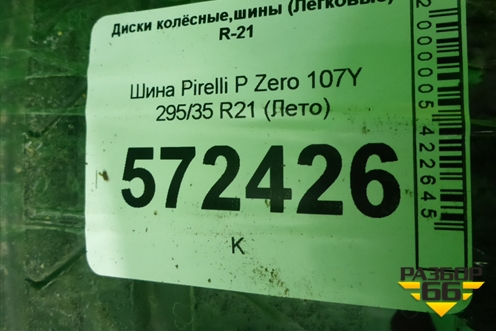 Диски колёсные,шины (Легковые)
R-21
Шина Pirelli P Zero 107Y
295/35 R21 (Лето)
572426
К
2000005422645
РАЗБОР
66